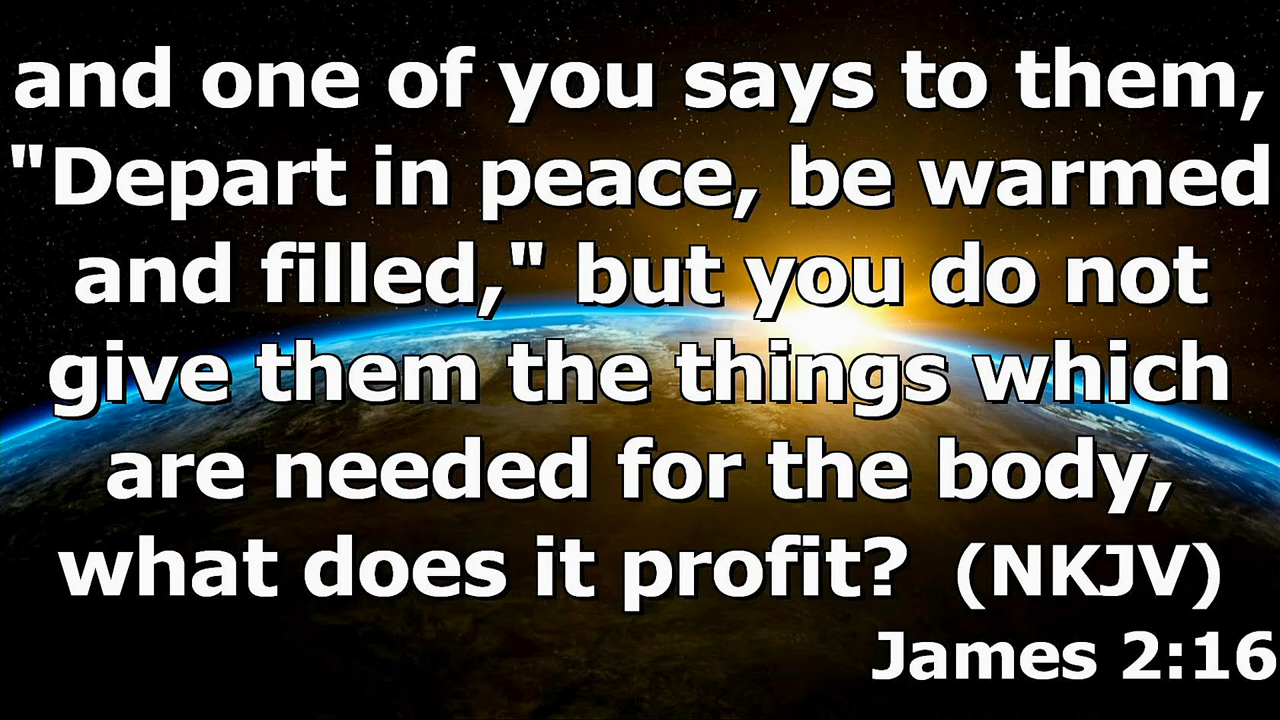 and one of you says to them,
"Depart in peace, be warmed
and filled," but you do not
give them the things which
are needed for the body,
what does it profit? (NKJV)
James 2:16